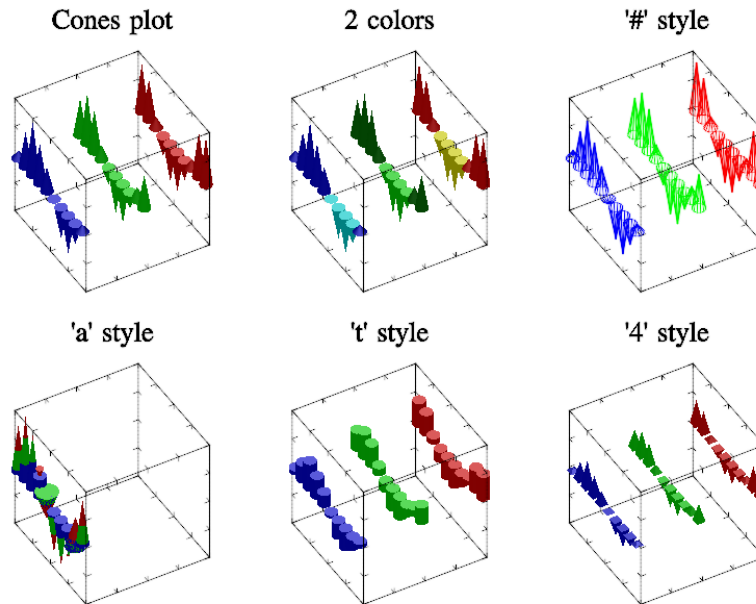 Cones plot
2 colors
'#' style
'a' style
't' style
'4' style